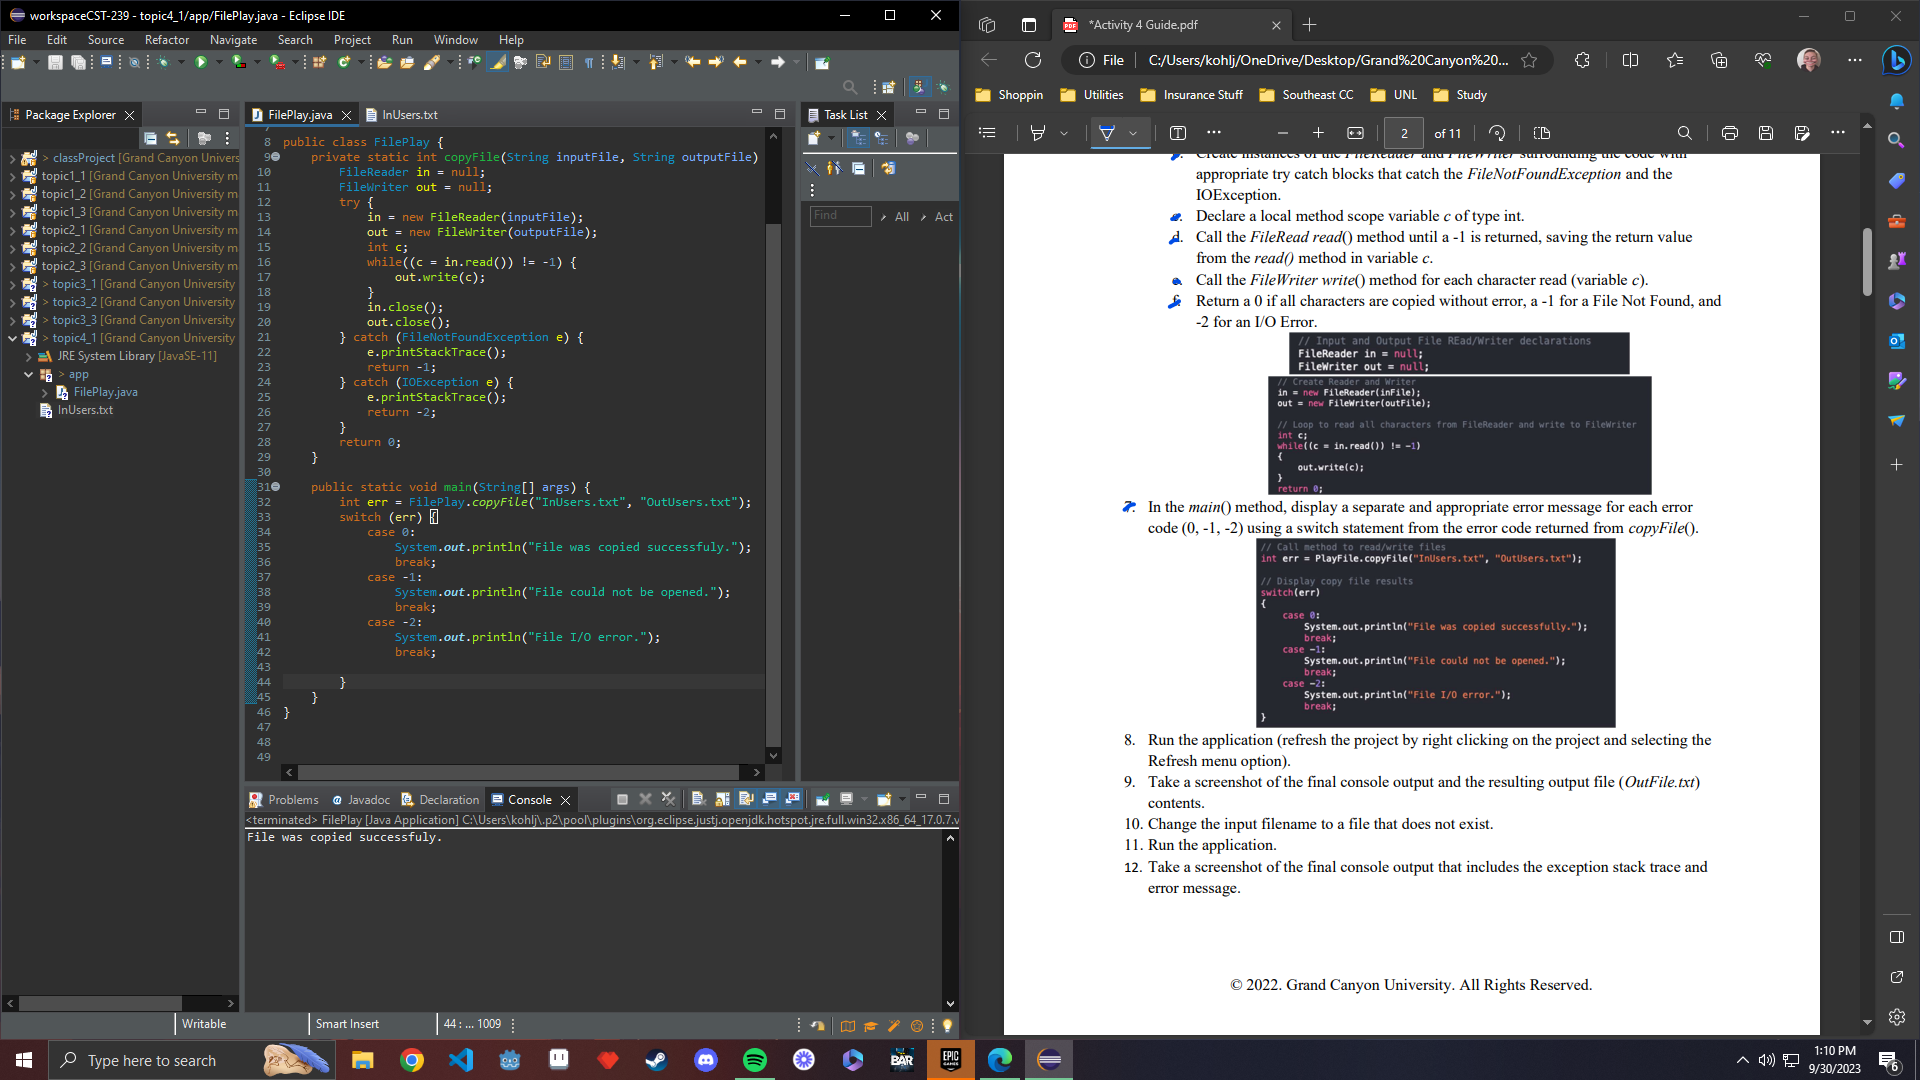 workspaceCST-239 - topic4_1/app/FilePlay.java - Eclipse IDE
File Edit Source Refactor Navigate Search Project Run Window Help
Package Explorer
> classProject [Grand Canyon Univers
topic1_1 [Grand Canyon University m
topic1_2 [Grand Canyon University m
topic1_3 [Grand Canyon University m
topic2_1 [Grand Canyon University m
topic2_2 [Grand Canyon University m
topic2_3 [Grand Canyon University m
> topic3_1 [Grand Canyon University
> topic3_2 [Grand Canyon University
> topic3_3 [Grand Canyon University
> topic4_1 [Grand Canyon University
JRE System Library [JavaSE-11]
> app
FilePlay.java
InUsers.txt
FilePlay.java InUsers.txt
8 public class FilePlay {
9 private static int copyFile(String inputFile, String outputFile)
10 FileReader in = null;
11 FileWriter out = null;
12 try {
13 in = new FileReader(inputFile);
14 out = new FileWriter(outputFile);
15 int c;
16 while((c = in.read()) != -1) {
17 out.write(c);
18 }
19 in.close();
20 out.close();
21 } catch (FileNotFoundException e) {
22 e.printStackTrace();
23 return -1;
24 } catch (IOException e) {
25 e.printStackTrace();
26 return -2;
27 }
28 return 0;
29 }
30
31 public static void main(String[] args) {
32 int err = FilePlay.copyFile("InUsers.txt", "OutUsers.txt");
33 switch (err) {
34 case 0:
35 System.out.println("File was copied successfuly.");
36 break;
37 case -1:
38 System.out.println("File could not be opened.");
39 break;
40 case -2:
41 System.out.println("File I/O error.");
42 break;
43
44 }
45 }
46 }
47
48
49
Task List
Find All Act
Problems Javadoc Declaration Console
<terminated> FilePlay [Java Application] C:\Users\kohlj\.p2\pool\plugins\org.eclipse.justj.openjdk.hotspot.jre.full.win32.x86_64_17.0.7.v
File was copied successfuly.
Writable Smart Insert 44 : ... 1009
*Activity 4 Guide.pdf
File C:/Users/kohlj/OneDrive/Desktop/Grand%20Canyon%20...
Shoppin Utilities Insurance Stuff Southeast CC UNL Study
2 of 11
Create instances of the FileReader and FileWriter surrounding the code with
appropriate try catch blocks that catch the FileNotFoundException and the
IOException.
Declare a local method scope variable c of type int.
d. Call the FileRead read() method until a -1 is returned, saving the return value
from the read() method in variable c.
e. Call the FileWriter write() method for each character read (variable c).
f. Return a 0 if all characters are copied without error, a -1 for a File Not Found, and
-2 for an I/O Error.
// Input and Output File REad/Writer declarations
FileReader in = null;
FileWriter out = null;
// Create Reader and Writer
in = new FileReader(inFile);
out = new FileWriter(outFile);
// Loop to read all characters from FileReader and write to FileWriter
int c;
while((c = in.read()) != -1)
{
out.write(c);
}
return 0;
7. In the main() method, display a separate and appropriate error message for each error
code (0, -1, -2) using a switch statement from the error code returned from copyFile().
// Call method to read/write files
int err = PlayFile.copyFile("InUsers.txt", "OutUsers.txt");
// Display copy file results
switch(err)
{
case 0:
System.out.println("File was copied successfully.");
break;
case -1:
System.out.println("File could not be opened.");
break;
case -2:
System.out.println("File I/O error.");
break;
}
8. Run the application (refresh the project by right clicking on the project and selecting the
Refresh menu option).
9. Take a screenshot of the final console output and the resulting output file (OutFile.txt)
contents.
10. Change the input filename to a file that does not exist.
11. Run the application.
12. Take a screenshot of the final console output that includes the exception stack trace and
error message.
© 2022. Grand Canyon University. All Rights Reserved.
Type here to search
BAR
EPIC GAMES
1:10 PM
9/30/2023
6